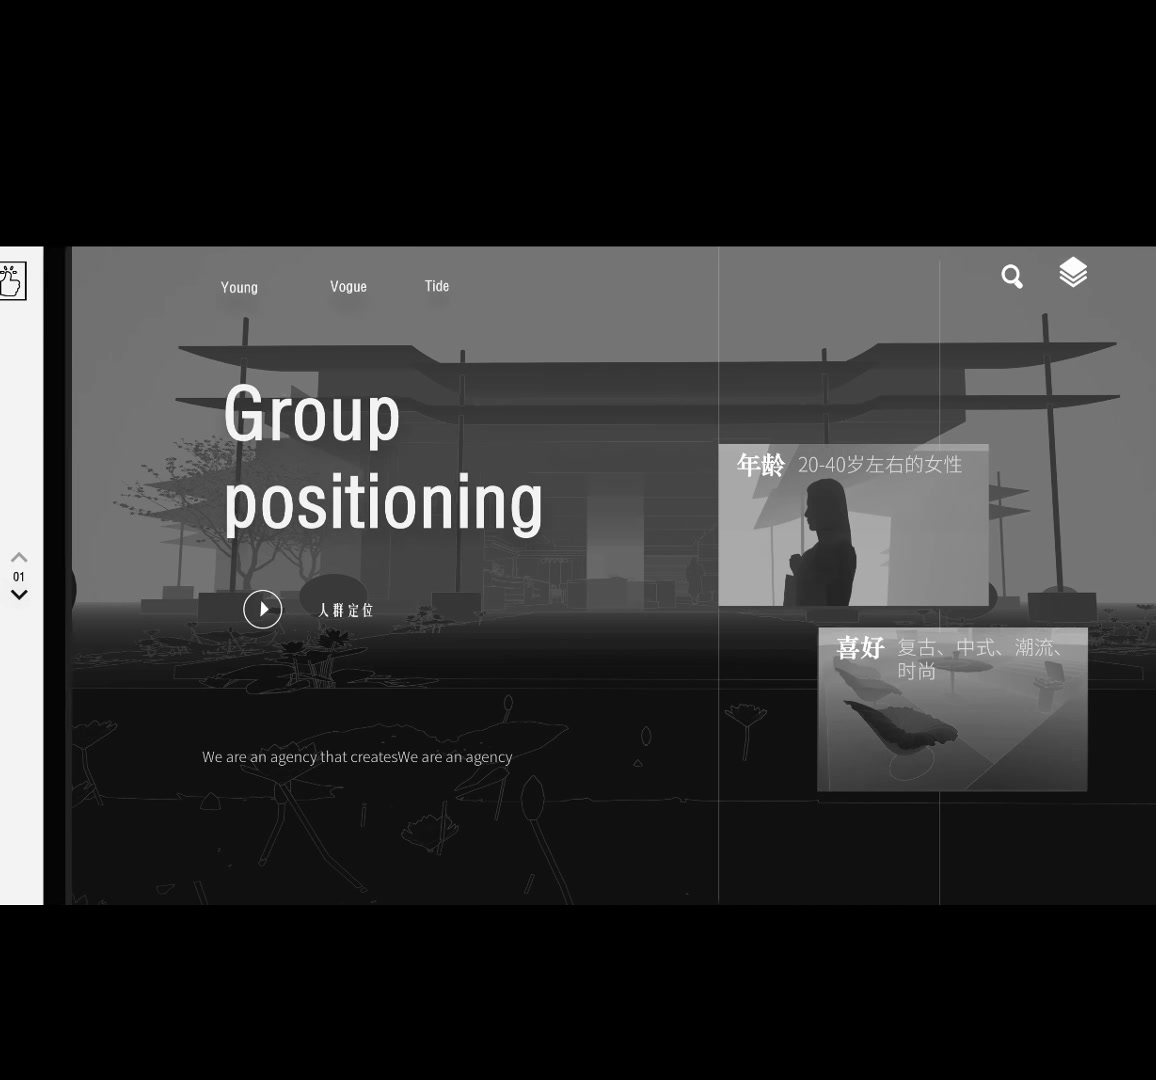 Young Vogue Tide
Group
positioning
年龄 20-40岁左右的女性
01
人群定位
喜好 复古、中式、潮流、
时尚
We are an agency that createsWe are an agency